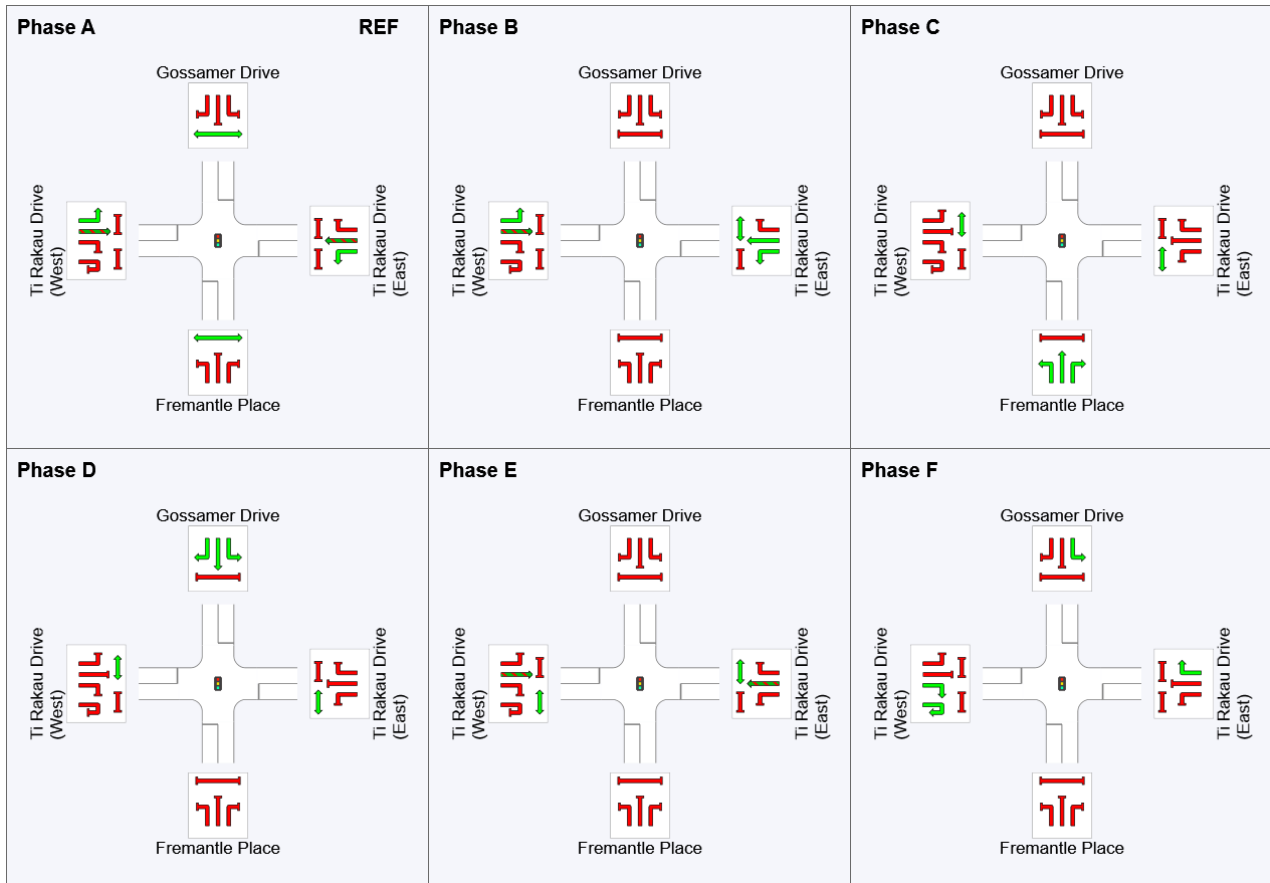 Phase A
REF
Gossamer Drive
Ti Rakau Drive
(West)
Ti Rakau Drive
(East)
Fremantle Place
Phase B
Gossamer Drive
Ti Rakau Drive
(West)
Ti Rakau Drive
(East)
Fremantle Place
Phase C
Gossamer Drive
Ti Rakau Drive
(West)
Ti Rakau Drive
(East)
Fremantle Place
Phase D
Gossamer Drive
Ti Rakau Drive
(West)
Ti Rakau Drive
(East)
Fremantle Place
Phase E
Gossamer Drive
Ti Rakau Drive
(West)
Ti Rakau Drive
(East)
Fremantle Place
Phase F
Gossamer Drive
Ti Rakau Drive
(West)
Ti Rakau Drive
(East)
Fremantle Place